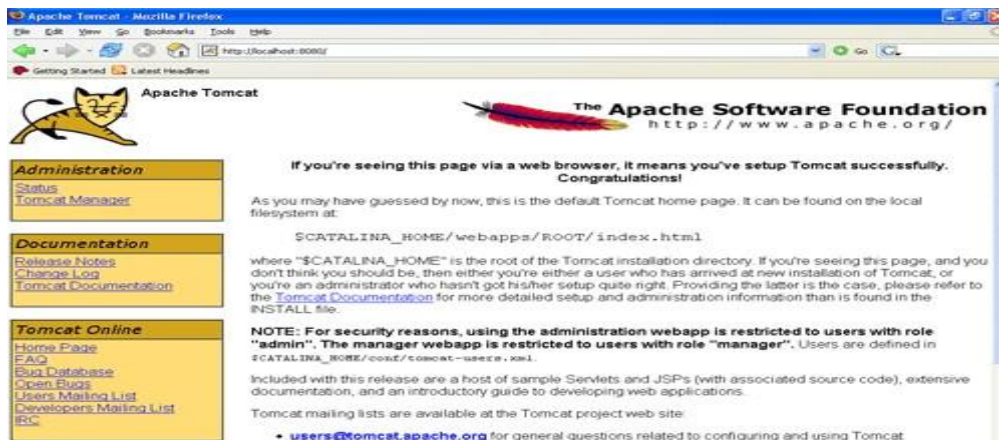 Apache Tomcat - Mozilla Firefox
File Edit View Go Bookmarks Tools Help
http://localhost:8080/
Go
Getting Started Latest Headlines
Apache Tomcat
The Apache Software Foundation
http://www.apache.org/
Administration
Status
Tomcat Manager
Documentation
Release Notes
Change Log
Tomcat Documentation
Tomcat Online
Home Page
FAQ
Bug Database
Open Bugs
Users Mailing List
Developers Mailing List
IRC
If you're seeing this page via a web browser, it means you've setup Tomcat successfully.
Congratulations!
As you may have guessed by now, this is the default Tomcat home page. It can be found on the local
filesystem at:
$CATALINA_HOME/webapps/ROOT/index.html
where "$CATALINA_HOME" is the root of the Tomcat installation directory. If you're seeing this page, and you
don't think you should be, then either you're either a user who has arrived at new installation of Tomcat, or
you're an administrator who hasn't got his/her setup quite right. Providing the latter is the case, please refer to
the Tomcat Documentation for more detailed setup and administration information than is found in the
INSTALL file.
NOTE: For security reasons, using the administration webapp is restricted to users with role
"admin". The manager webapp is restricted to users with role "manager". Users are defined in
$CATALINA_HOME/conf/tomcat-users.xml.
Included with this release are a host of sample Servlets and JSPs (with associated source code), extensive
documentation, and an introductory guide to developing web applications.
Tomcat mailing lists are available at the Tomcat project web site:
• users@tomcat.apache.org for general questions related to configuring and using Tomcat